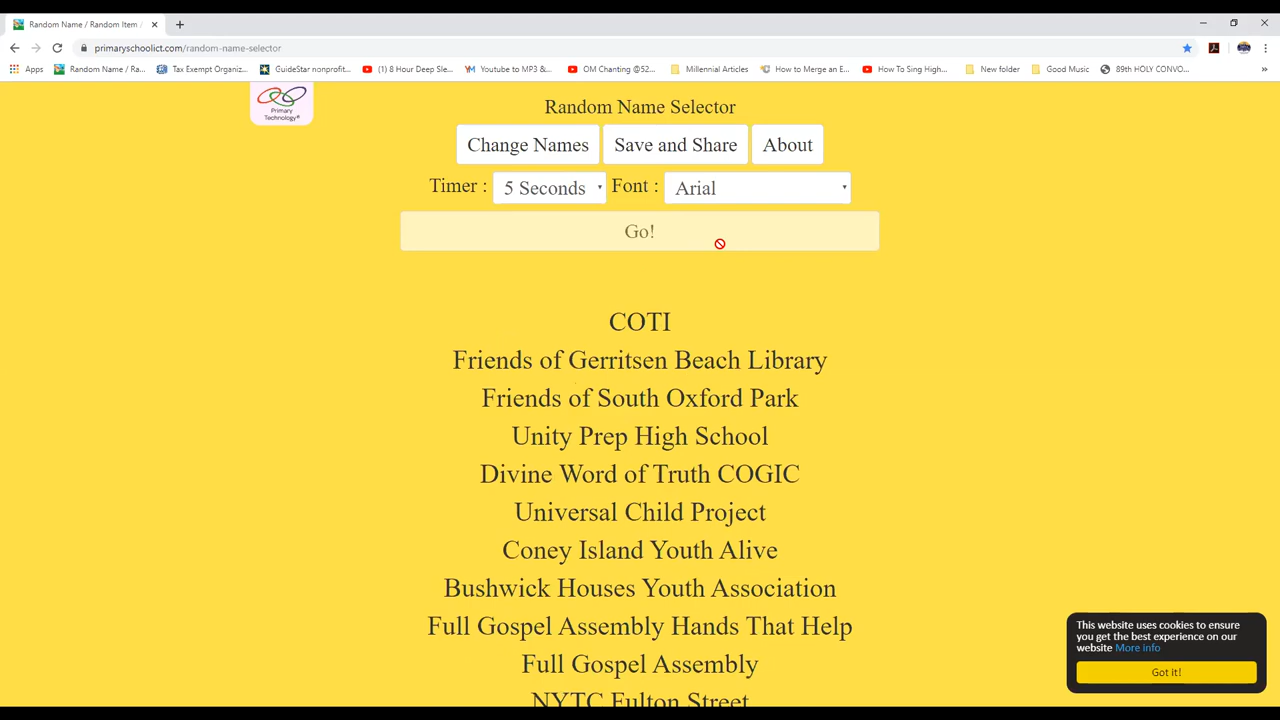 Random Name / Random Item /
primaryschoolict.com/random-name-selector
Apps
Random Name / Ra...
Tax Exempt Organiz...
GuideStar nonprofit...
(1) 8 Hour Deep Sle...
Youtube to MP3 &...
OM Chanting @52...
Millennial Articles
How to Merge an E...
How To Sing High...
New folder
Good Music
89th HOLY CONVO...
»
Primary
Technology®
Random Name Selector
Change Names
Save and Share
About
Timer : 5 Seconds Font : Arial
Go!
COTI
Friends of Gerritsen Beach Library
Friends of South Oxford Park
Unity Prep High School
Divine Word of Truth COGIC
Universal Child Project
Coney Island Youth Alive
Bushwick Houses Youth Association
Full Gospel Assembly Hands That Help
Full Gospel Assembly
NYTC Fulton Street
This website uses cookies to ensure
you get the best experience on our
website More info
Got it!